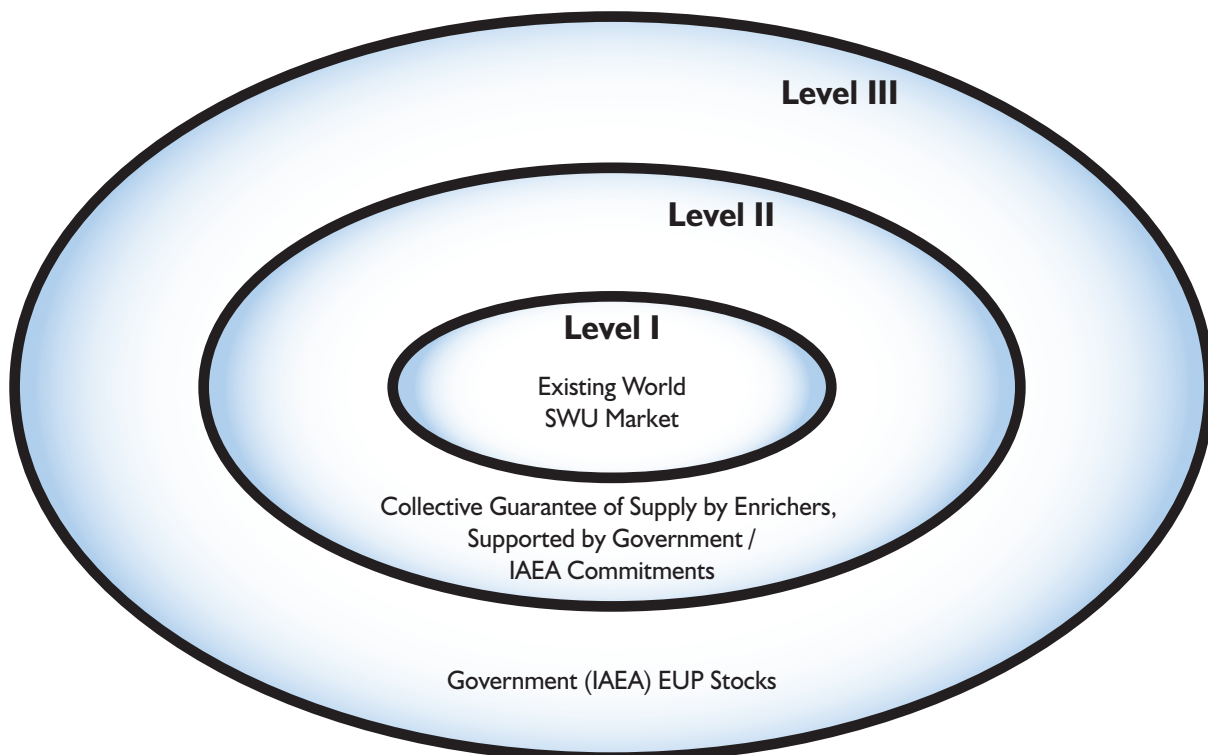 Level III
Level II
Level I
Existing World
SWU Market
Collective Guarantee of Supply by Enrichers,
Supported by Government /
IAEA Commitments
Government (IAEA) EUP Stocks